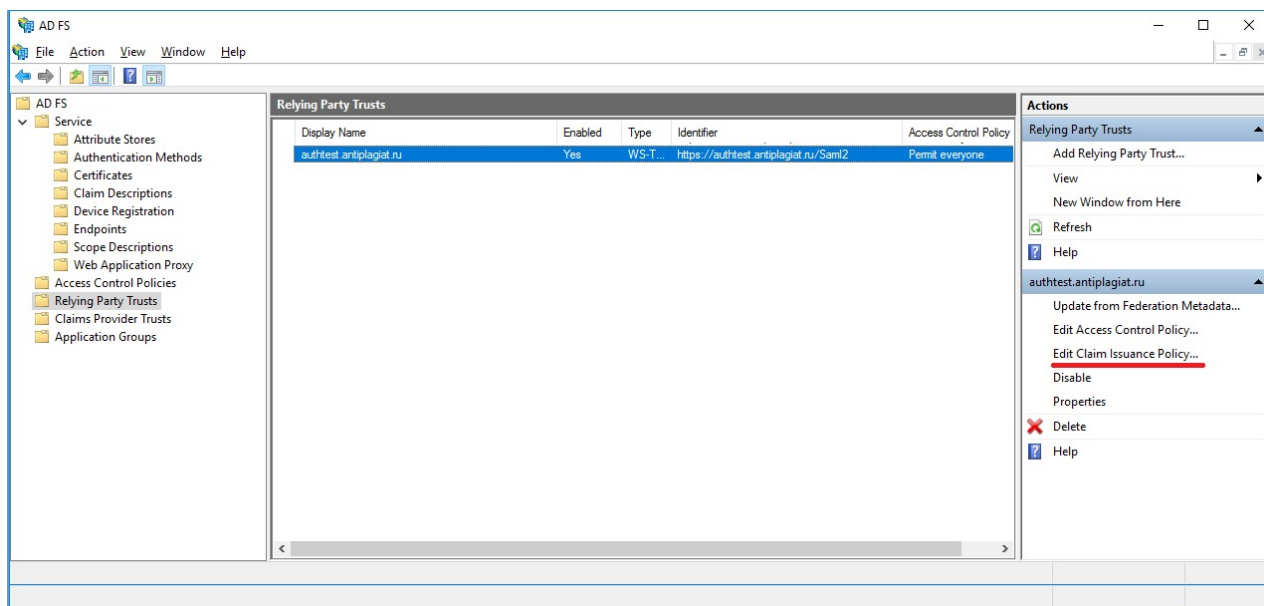 AD FS
File Action View Window Help
AD FS
Service
Attribute Stores
Authentication Methods
Certificates
Claim Descriptions
Device Registration
Endpoints
Scope Descriptions
Web Application Proxy
Access Control Policies
Relying Party Trusts
Claims Provider Trusts
Application Groups
Relying Party Trusts
Display Name Enabled Type Identifier Access Control Policy
authtest.antiplagiat.ru Yes WS-T... https://authtest.antiplagiat.ru/Saml2 Permit everyone
Actions
Relying Party Trusts
Add Relying Party Trust...
View
New Window from Here
Refresh
Help
authtest.antiplagiat.ru
Update from Federation Metadata...
Edit Access Control Policy...
Edit Claim Issuance Policy...
Disable
Properties
Delete
Help